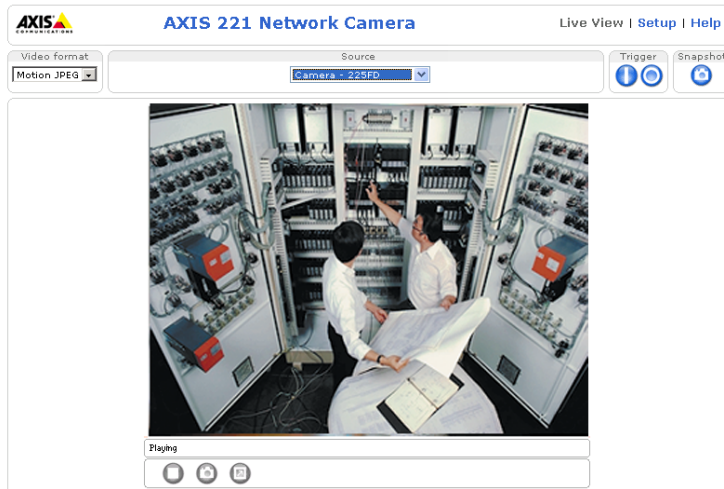 AXIS
COMMUNICATIONS
AXIS 221 Network Camera
Live View | Setup | Help
Video format
Source
Trigger
Snapshot
Motion JPEG
Camera - 225FD
Playing